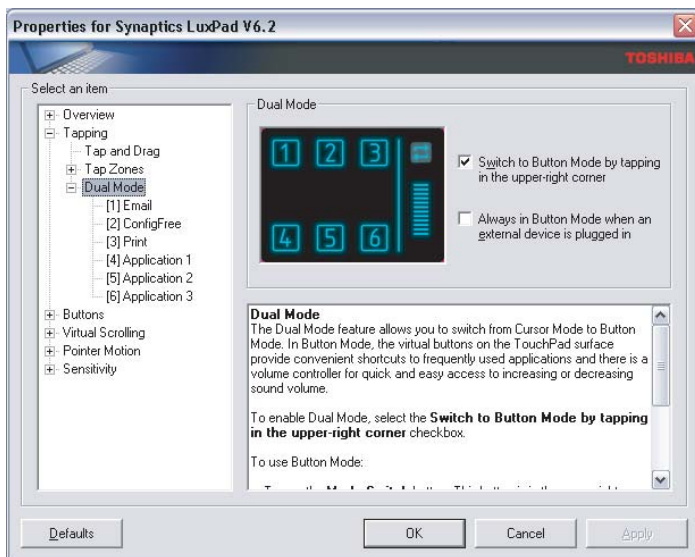 Properties for Synaptics LuxPad V6.2
TOSHIBA
Select an item
Overview
Tapping
Tap and Drag
Tap Zones
Dual Mode
[1] Email
[2] ConfigFree
[3] Print
[4] Application 1
[5] Application 2
[6] Application 3
Buttons
Virtual Scrolling
Pointer Motion
Sensitivity
Dual Mode
1 2 3
4 5 6
Switch to Button Mode by tapping
in the upper-right corner
Always in Button Mode when an
external device is plugged in
Dual Mode
The Dual Mode feature allows you to switch from Cursor Mode to Button
Mode. In Button Mode, the virtual buttons on the TouchPad surface
provide convenient shortcuts to frequently used applications and there is a
volume controller for quick and easy access to increasing or decreasing
sound volume.
To enable Dual Mode, select the Switch to Button Mode by tapping
in the upper-right corner checkbox.
To use Button Mode:
Defaults
OK
Cancel
Apply